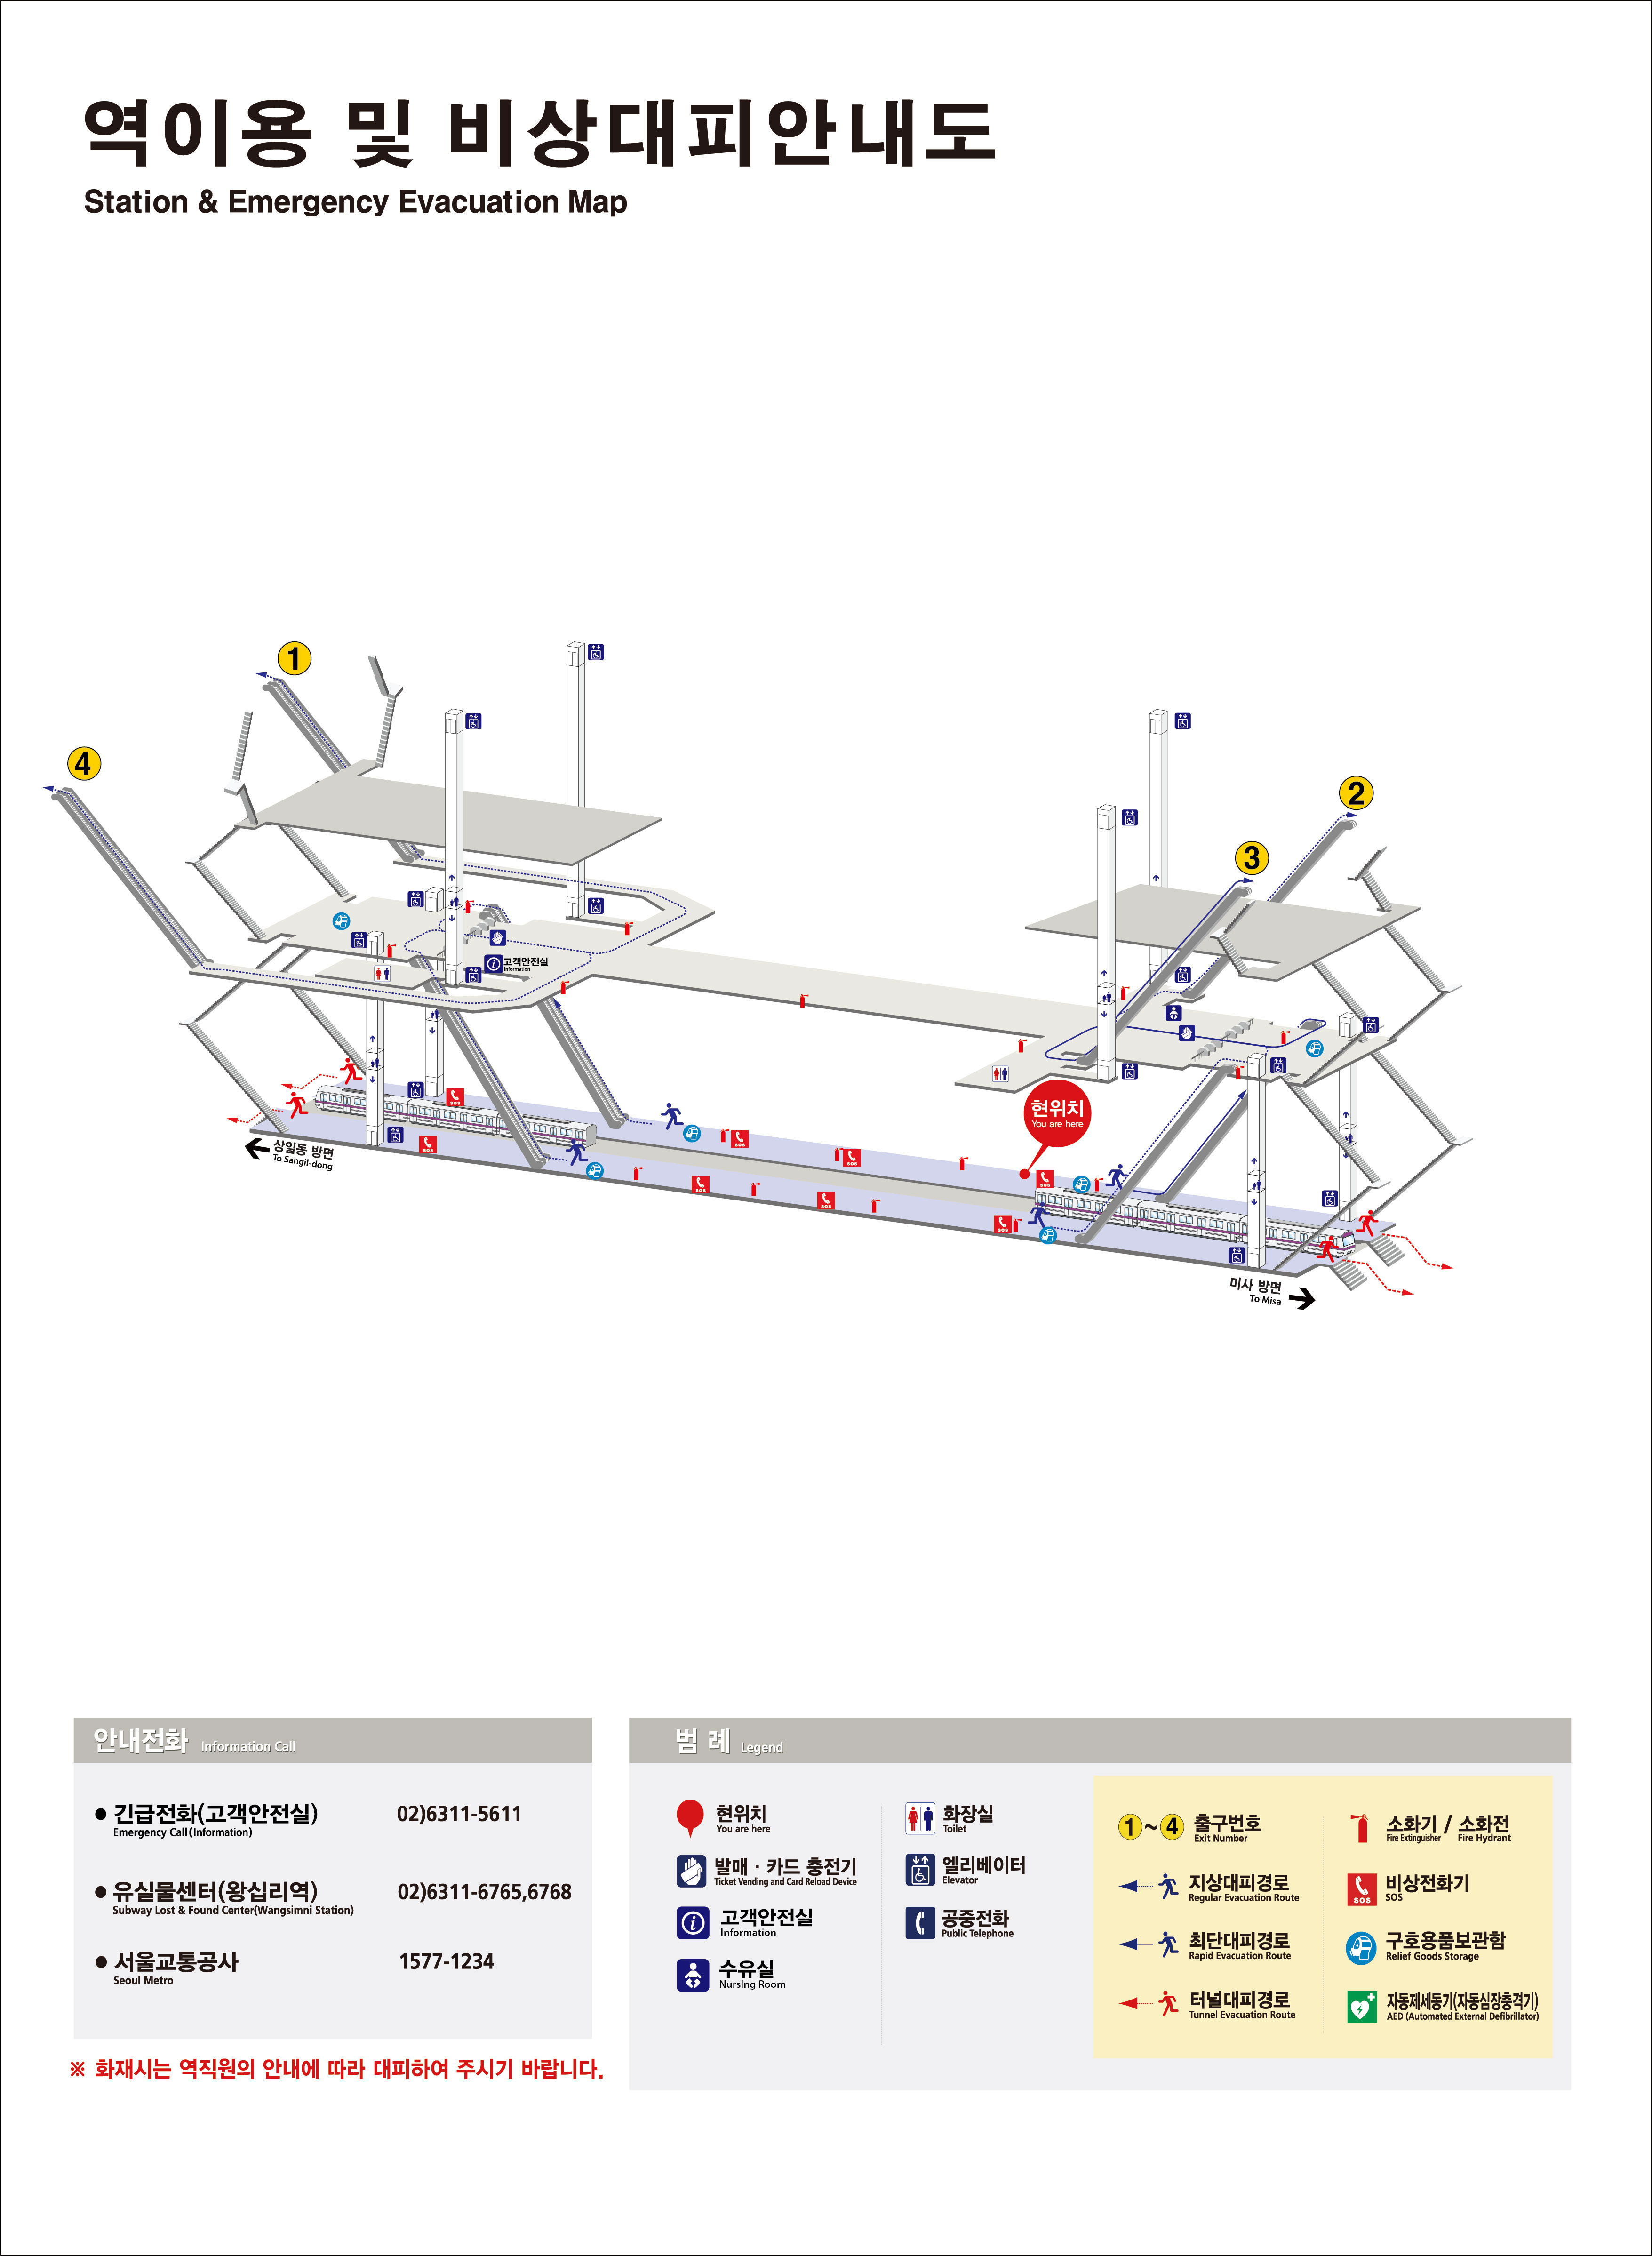 역이용 및 비상대피안내도
Station & Emergency Evacuation Map
1
4
2
3
고객안전실
Information
현위치
You are here
상일동 방면
To Sangil-dong
미사 방면
To Misa
SOS
SOS
SOS
SOS
SOS
SOS
SOS
SOS
안내전화 Information Call
● 긴급전화(고객안전실) 02)6311-5611
Emergency Call(Information)
● 유실물센터(왕십리역) 02)6311-6765,6768
Subway Lost & Found Center(Wangsimni Station)
● 서울교통공사 1577-1234
Seoul Metro
※ 화재시는 역직원의 안내에 따라 대피하여 주시기 바랍니다.
범 례 Legend
현위치
You are here
발매 · 카드 충전기
Ticket Vending and Card Reload Device
고객안전실
Information
수유실
Nursing Room
화장실
Toilet
엘리베이터
Elevator
공중전화
Public Telephone
1~4 출구번호
Exit Number
지상대피경로
Regular Evacuation Route
최단대피경로
Rapid Evacuation Route
터널대피경로
Tunnel Evacuation Route
소화기 / 소화전
Fire Extinguisher Fire Hydrant
SOS 비상전화기
SOS
구호용품보관함
Relief Goods Storage
자동제세동기(자동심장충격기)
AED (Automated External Defibrillator)